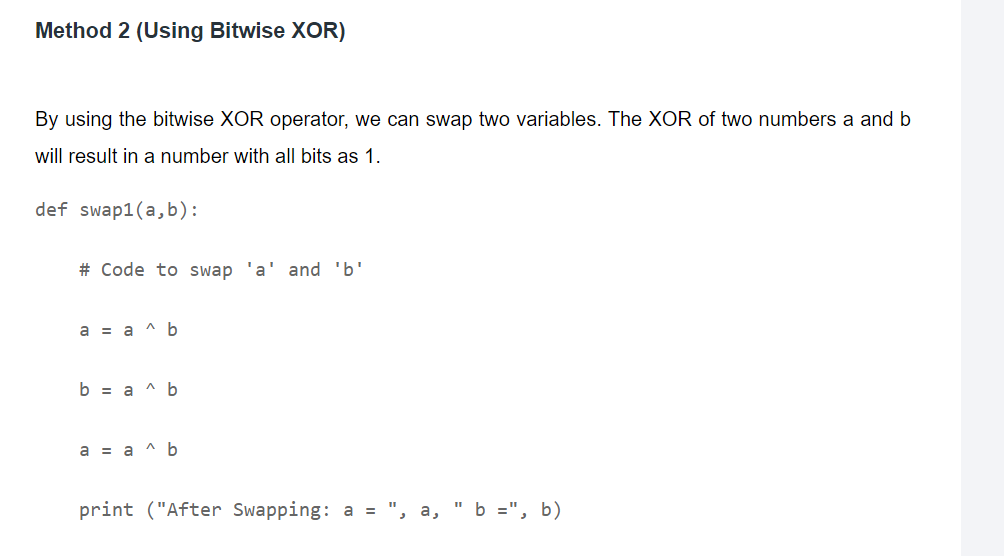 Method 2 (Using Bitwise XOR)
By using the bitwise XOR operator, we can swap two variables. The XOR of two numbers a and b
will result in a number with all bits as 1.
def swap1(a,b):
    # Code to swap 'a' and 'b'
    a = a ^ b
    b = a ^ b
    a = a ^ b
    print ("After Swapping: a = ", a, " b =", b)